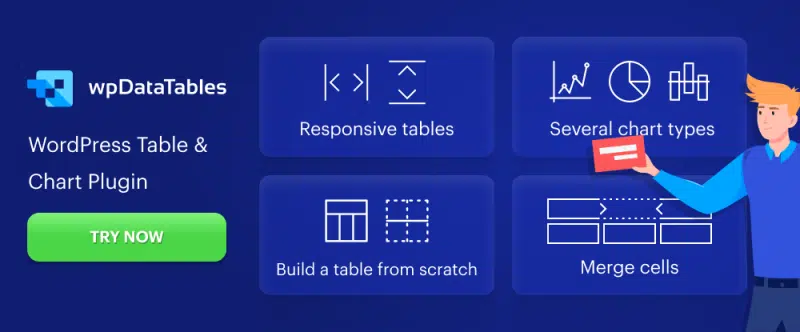 wpDataTables
WordPress Table &
Chart Plugin
TRY NOW
Responsive tables
Several chart types
Build a table from scratch
Merge cells